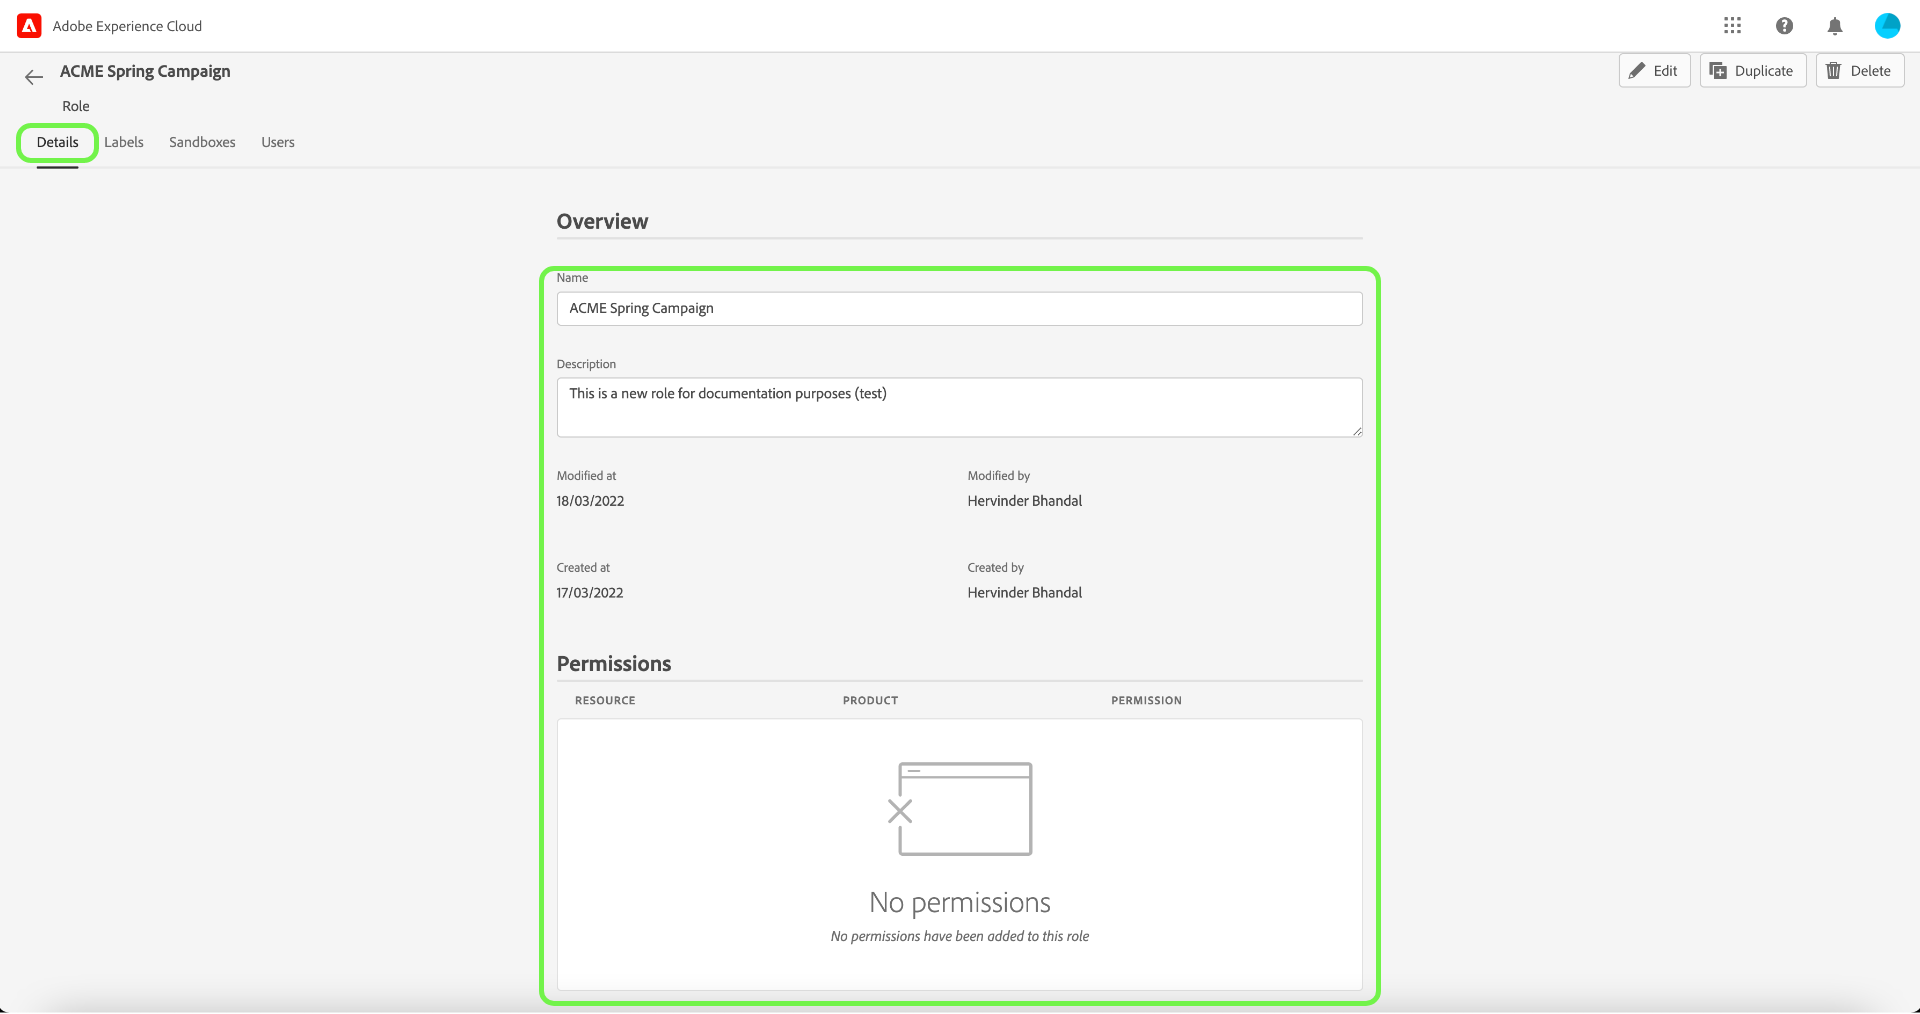 Adobe Experience Cloud
ACME Spring Campaign
Edit
Duplicate
Delete
Role
Details
Labels
Sandboxes
Users
Overview
Name
ACME Spring Campaign
Description
This is a new role for documentation purposes (test)
Modified at
Modified by
18/03/2022
Hervinder Bhandal
Created at
Created by
17/03/2022
Hervinder Bhandal
Permissions
RESOURCE
PRODUCT
PERMISSION
No permissions
No permissions have been added to this role